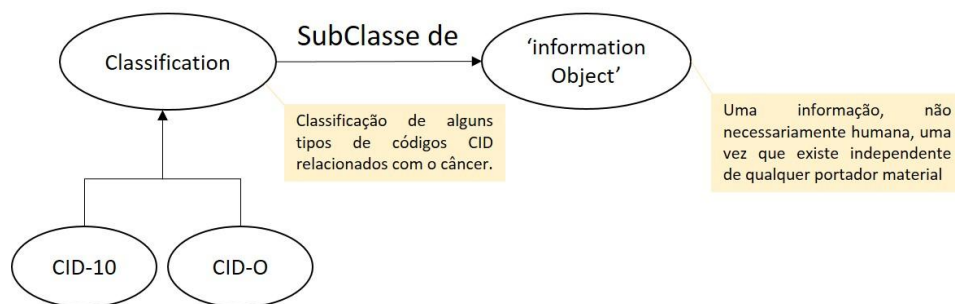 Classification
SubClasse de
‘information
Object’
Classificação de alguns
tipos de códigos CID
relacionados com o câncer.
Uma informação, não
necessariamente humana, uma
vez que existe independente
de qualquer portador material
CID-10
CID-O